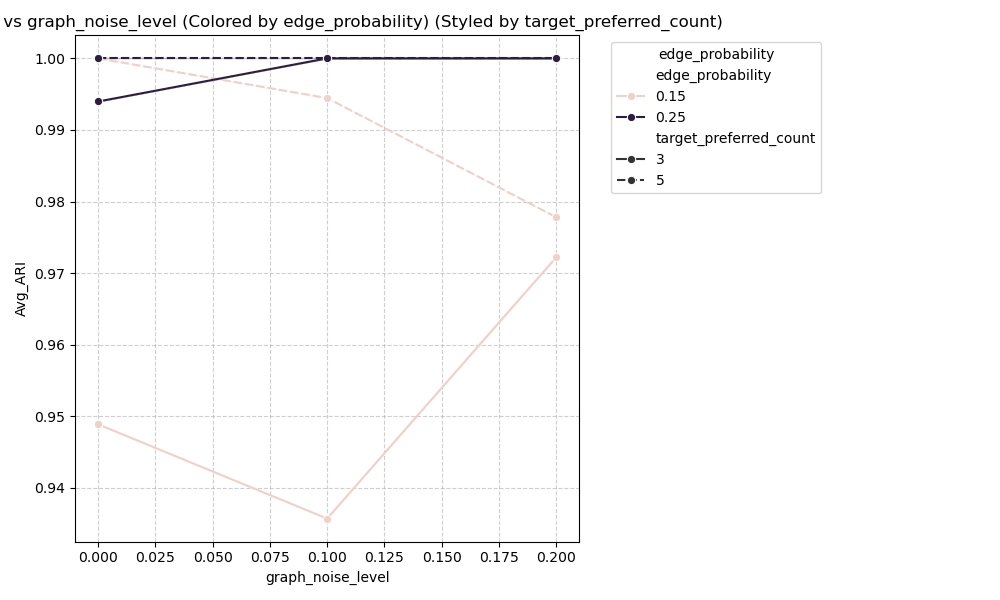 vs graph_noise_level (Colored by edge_probability) (Styled by target_preferred_count)
1.00
0.99
0.98
0.97
0.96
0.95
0.94
Avg_ARI
0.000 0.025 0.050 0.075 0.100 0.125 0.150 0.175 0.200
graph_noise_level
edge_probability
edge_probability
0.15
0.25
target_preferred_count
3
5